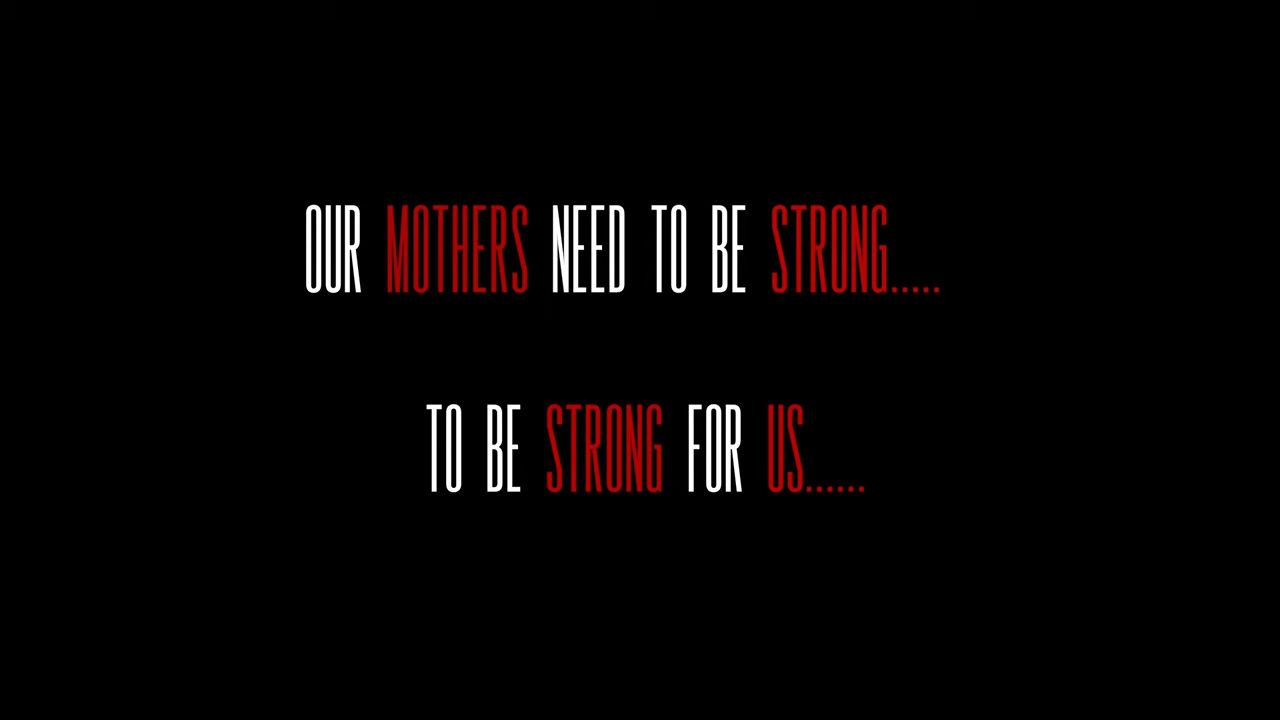 OUR MOTHERS NEED TO BE STRONG.....
TO BE STRONG FOR US......